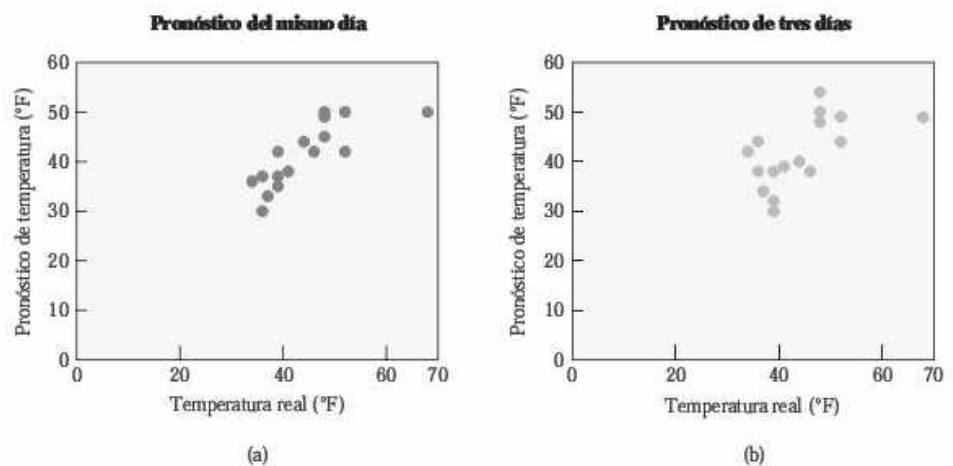 Pronóstico del mismo día
Pronóstico de temperatura (°F)
60
50
40
30
20
10
0
0 20 40 60 70
Temperatura real (°F)
(a)
Pronóstico de tres días
Pronóstico de temperatura (°F)
60
50
40
30
20
10
0
0 20 40 60 70
Temperatura real (°F)
(b)